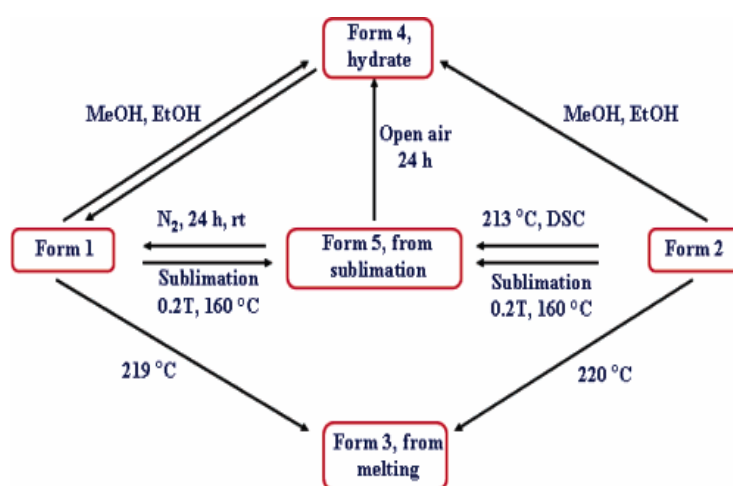 Form 4,
hydrate
MeOH, EtOH
MeOH, EtOH
Open air
24 h
N₂, 24 h, rt
213 °C, DSC
Form 1
Form 5, from
sublimation
Form 2
Sublimation
0.2T, 160 °C
Sublimation
0.2T, 160 °C
219 °C
220 °C
Form 3, from
melting